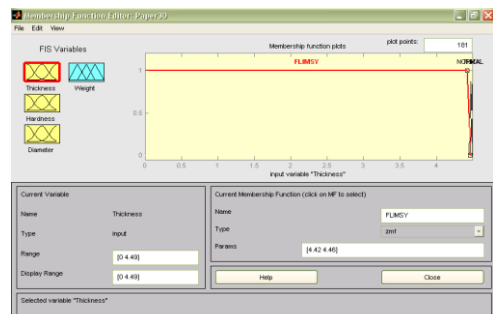 Membership Function Editor: Paper30
File Edit View
FIS Variables
Thickness Weight
Hardness
Diameter
Membership function plots
plot points: 181
FLIMSY
1
0.5
0
0 0.5 1 1.5 2 2.5 3 3.5 4
input variable "Thickness"
Current Variable
Name Thickness
Type input
Range [0 4.49]
Display Range [0 4.49]
Current Membership Function (click on MF to select)
Name FLIMSY
Type zmf
Params [4.42 4.46]
Help Close
Selected variable "Thickness"